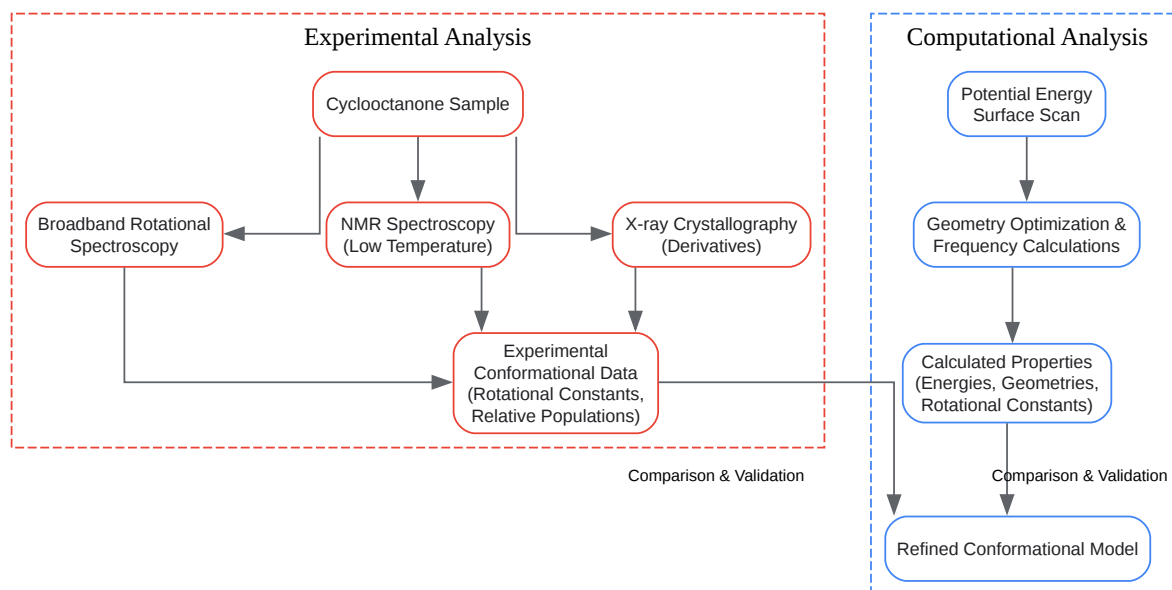 Experimental Analysis
Cyclooctanone Sample
Broadband Rotational
Spectroscopy
NMR Spectroscopy
(Low Temperature)
X-ray Crystallography
(Derivatives)
Experimental
Conformational Data
(Rotational Constants,
Relative Populations)
Comparison & Validation
Computational Analysis
Potential Energy
Surface Scan
Geometry Optimization &
Frequency Calculations
Calculated Properties
(Energies, Geometries,
Rotational Constants)
Comparison & Validation
Refined Conformational Model